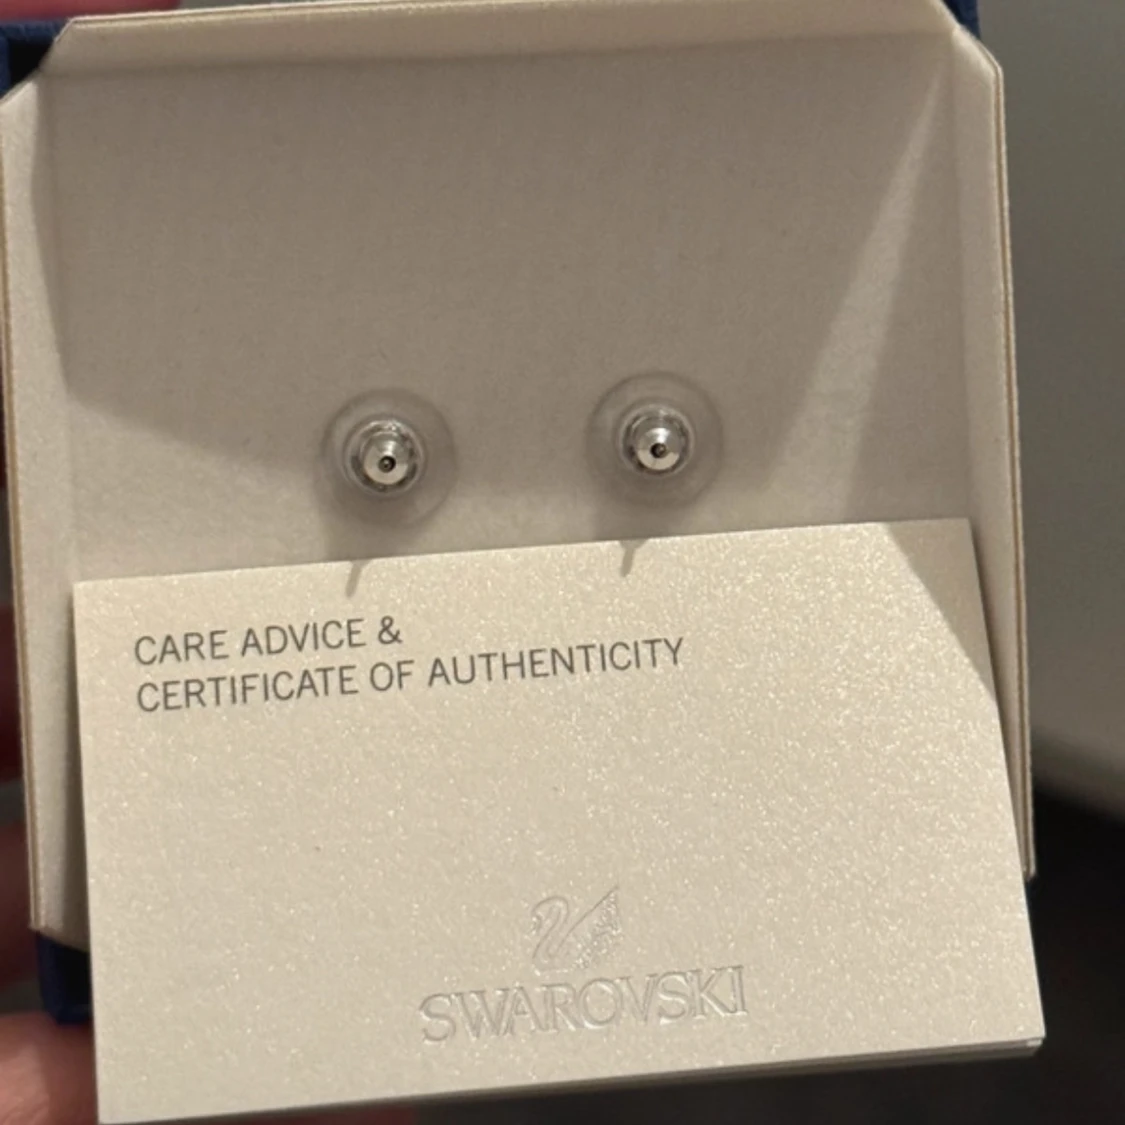 CARE ADVICE &
CERTIFICATE OF AUTHENTICITY
SWAROVSKI